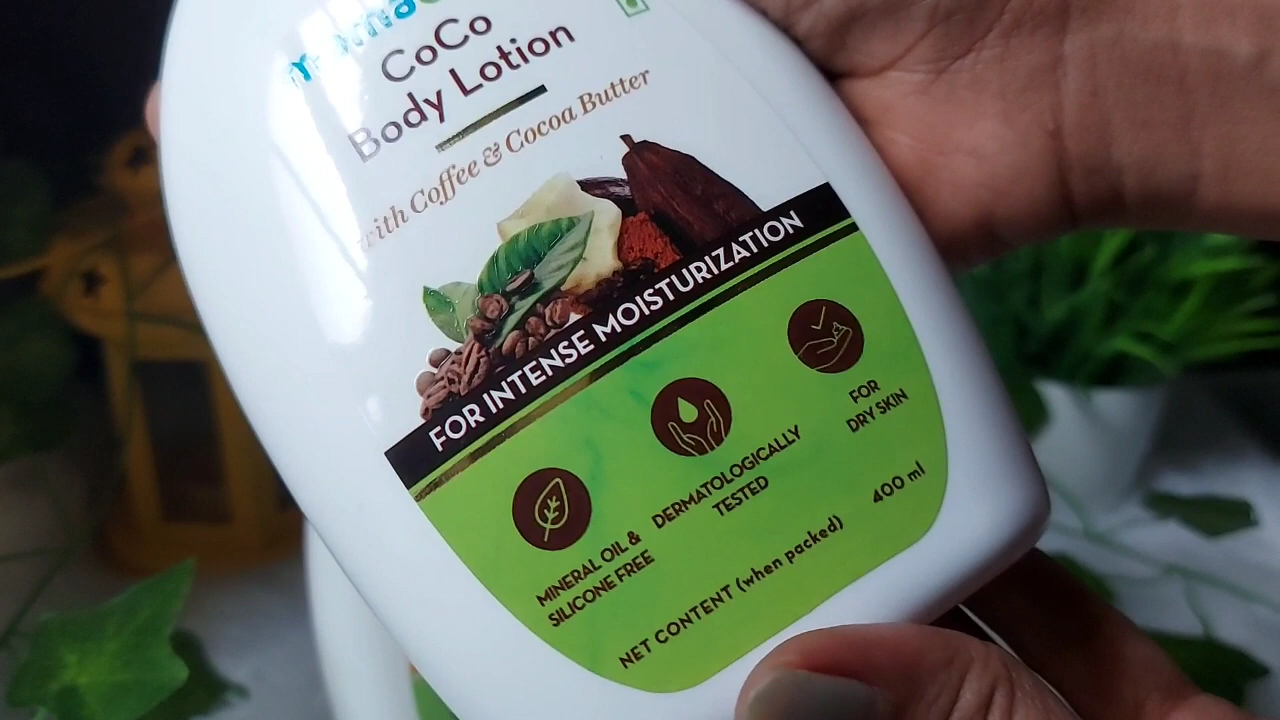 CoCo
Body Lotion
with Coffee & Cocoa Butter
FOR INTENSE MOISTURIZATION
MINERAL OIL &
SILICONE FREE
DERMATOLOGICALLY
TESTED
FOR
DRY SKIN
NET CONTENT (when packed) 400 ml